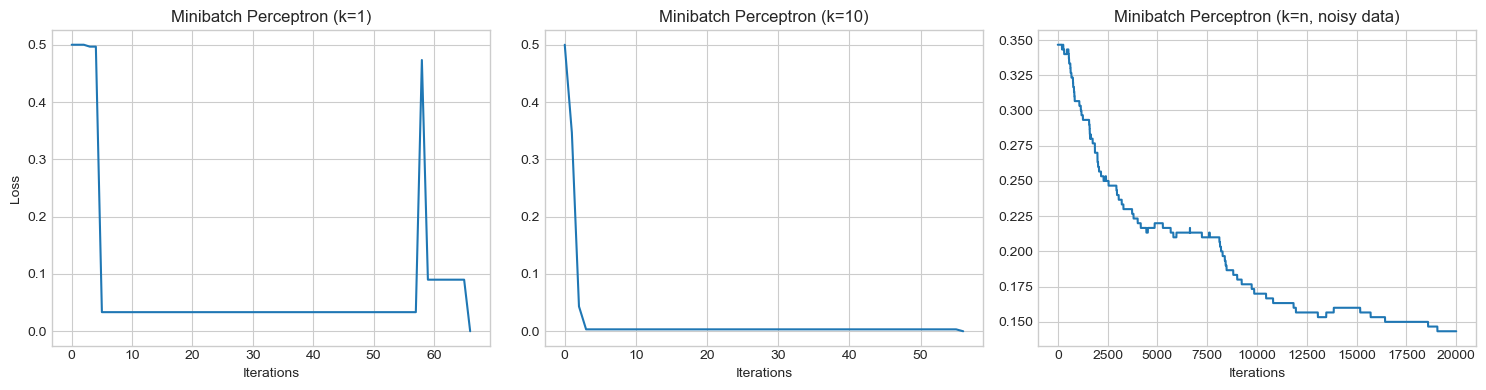 Minibatch Perceptron (k=1)
0.5
0.4
0.3
0.2
0.1
0.0
Loss
0 10 20 30 40 50 60
Iterations
Minibatch Perceptron (k=10)
0.5
0.4
0.3
0.2
0.1
0.0
0 10 20 30 40 50
Iterations
Minibatch Perceptron (k=n, noisy data)
0.350
0.325
0.300
0.275
0.250
0.225
0.200
0.175
0.150
0 2500 5000 7500 10000 12500 15000 17500 20000
Iterations